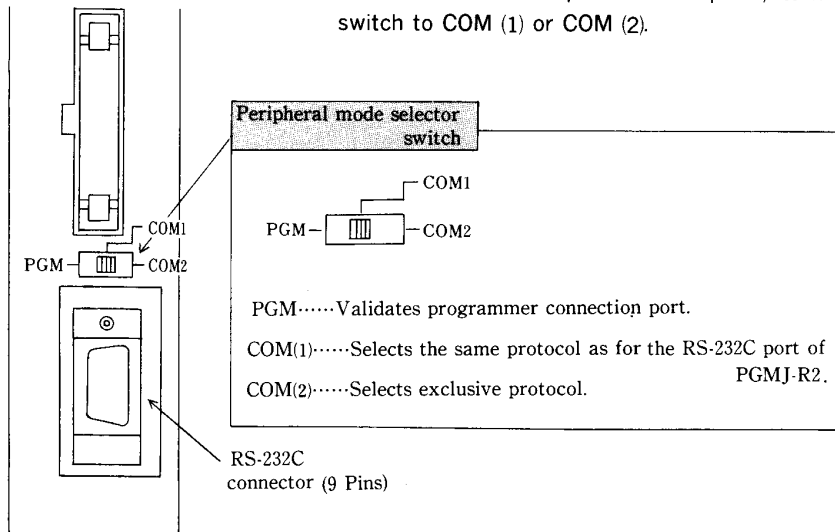 switch to COM (1) or COM (2).
Peripheral mode selector
switch
COM1
PGM
COM2
COM1
PGM
COM2
PGM······Validates programmer connection port.
COM(1)······Selects the same protocol as for the RS-232C port of
PGMJ-R2.
COM(2)······Selects exclusive protocol.
RS-232C
connector (9 Pins)